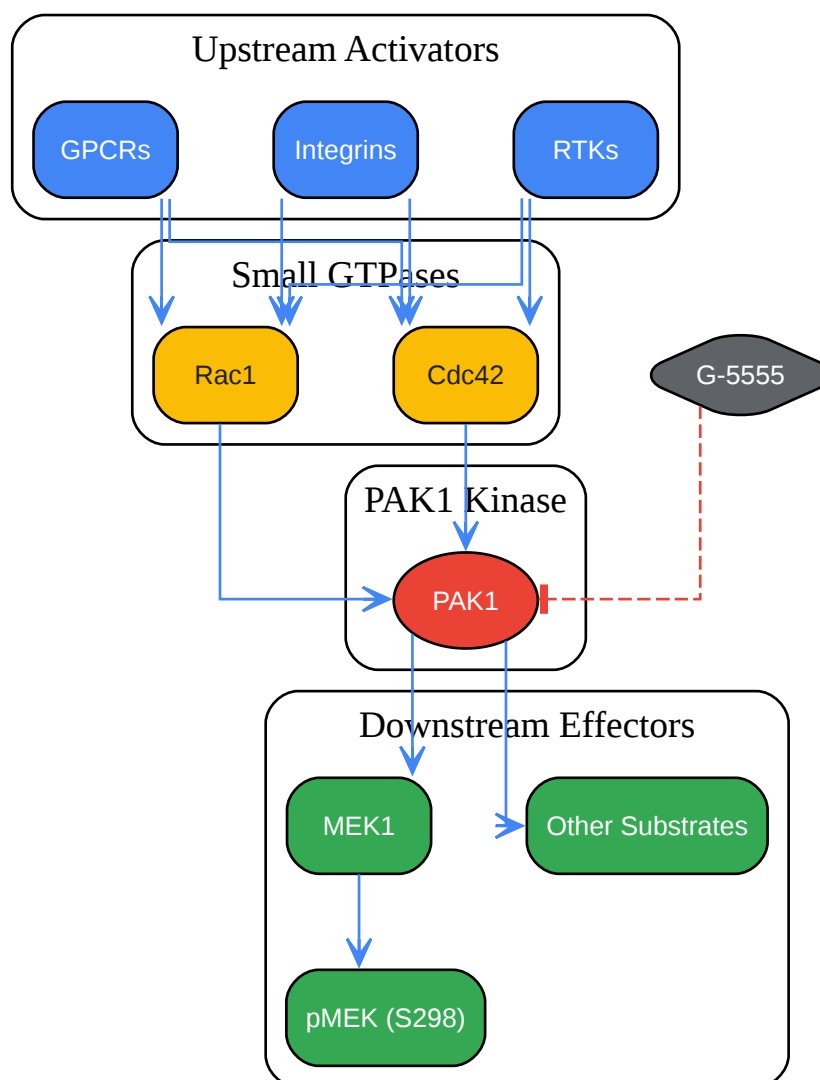 Upstream Activators
GPCRs
Integrins
RTKs
Small GTPases
Rac1
Cdc42
G-5555
PAK1 Kinase
PAK1
Downstream Effectors
MEK1
Other Substrates
pMEK (S298)